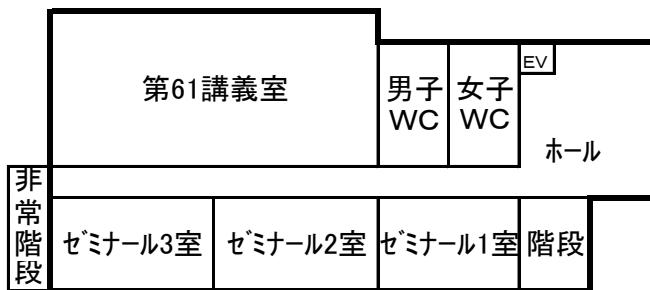 第61講義室
男子
WC
女子
WC
EV
ホール
非常階段
ゼミナール3室
ゼミナール2室
ゼミナール1室
階段